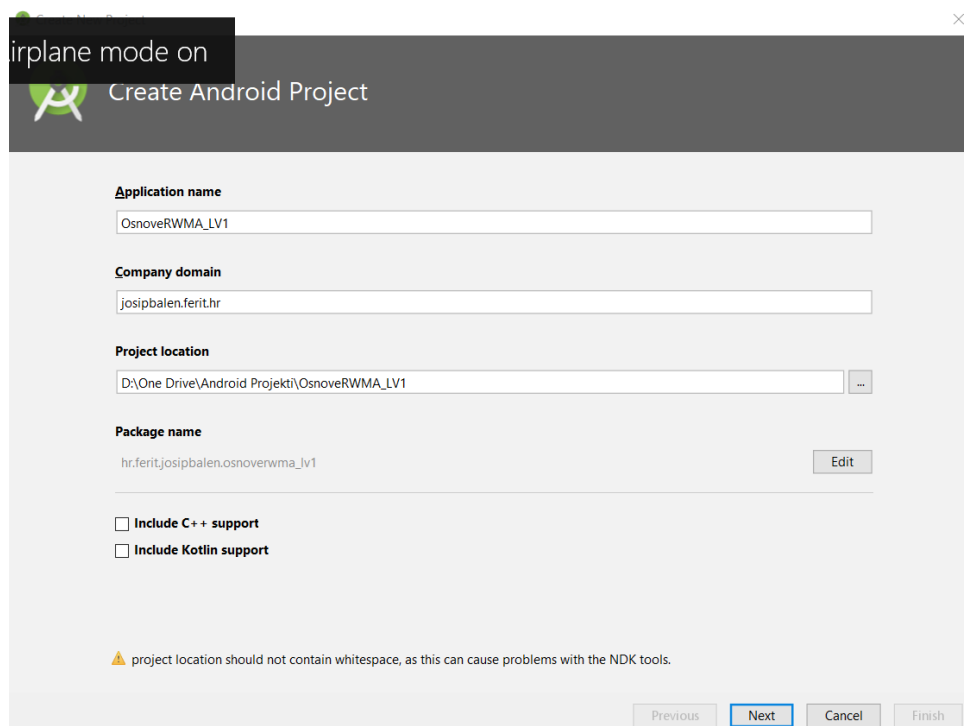 irplane mode on
Create Android Project
Application name
OsnoveRWMA_LV1
Company domain
josipbalen.ferit.hr
Project location
D:\One Drive\Android Projekti\OsnoveRWMA_LV1
...
Package name
hr.ferit.josipbalen.osnoverwma_lv1
Edit
Include C++ support
Include Kotlin support
project location should not contain whitespace, as this can cause problems with the NDK tools.
Previous Next Cancel Finish